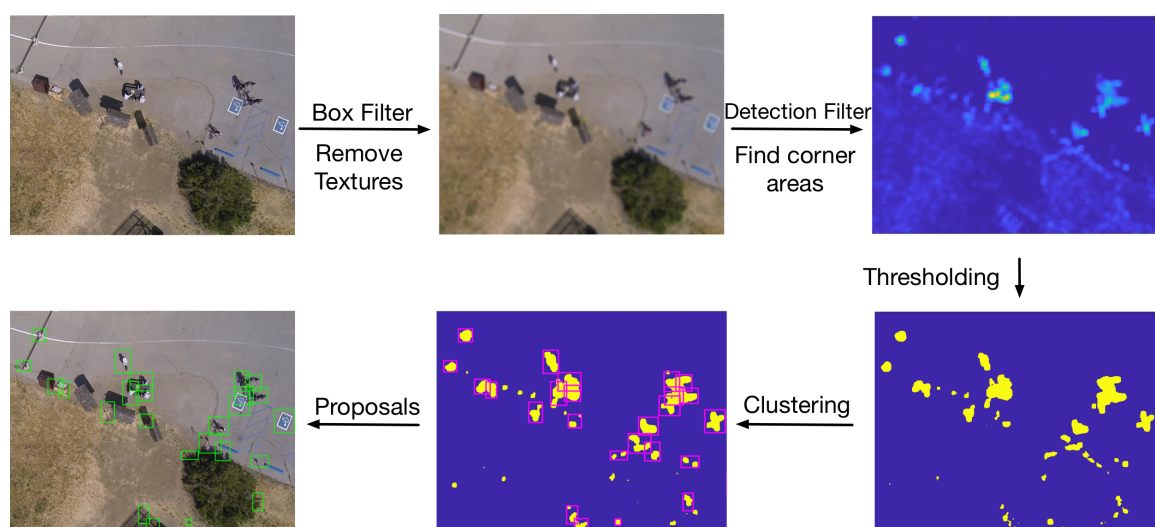 Box Filter
Remove
Textures
Detection Filter
Find corner
areas
Thresholding
Clustering
Proposals